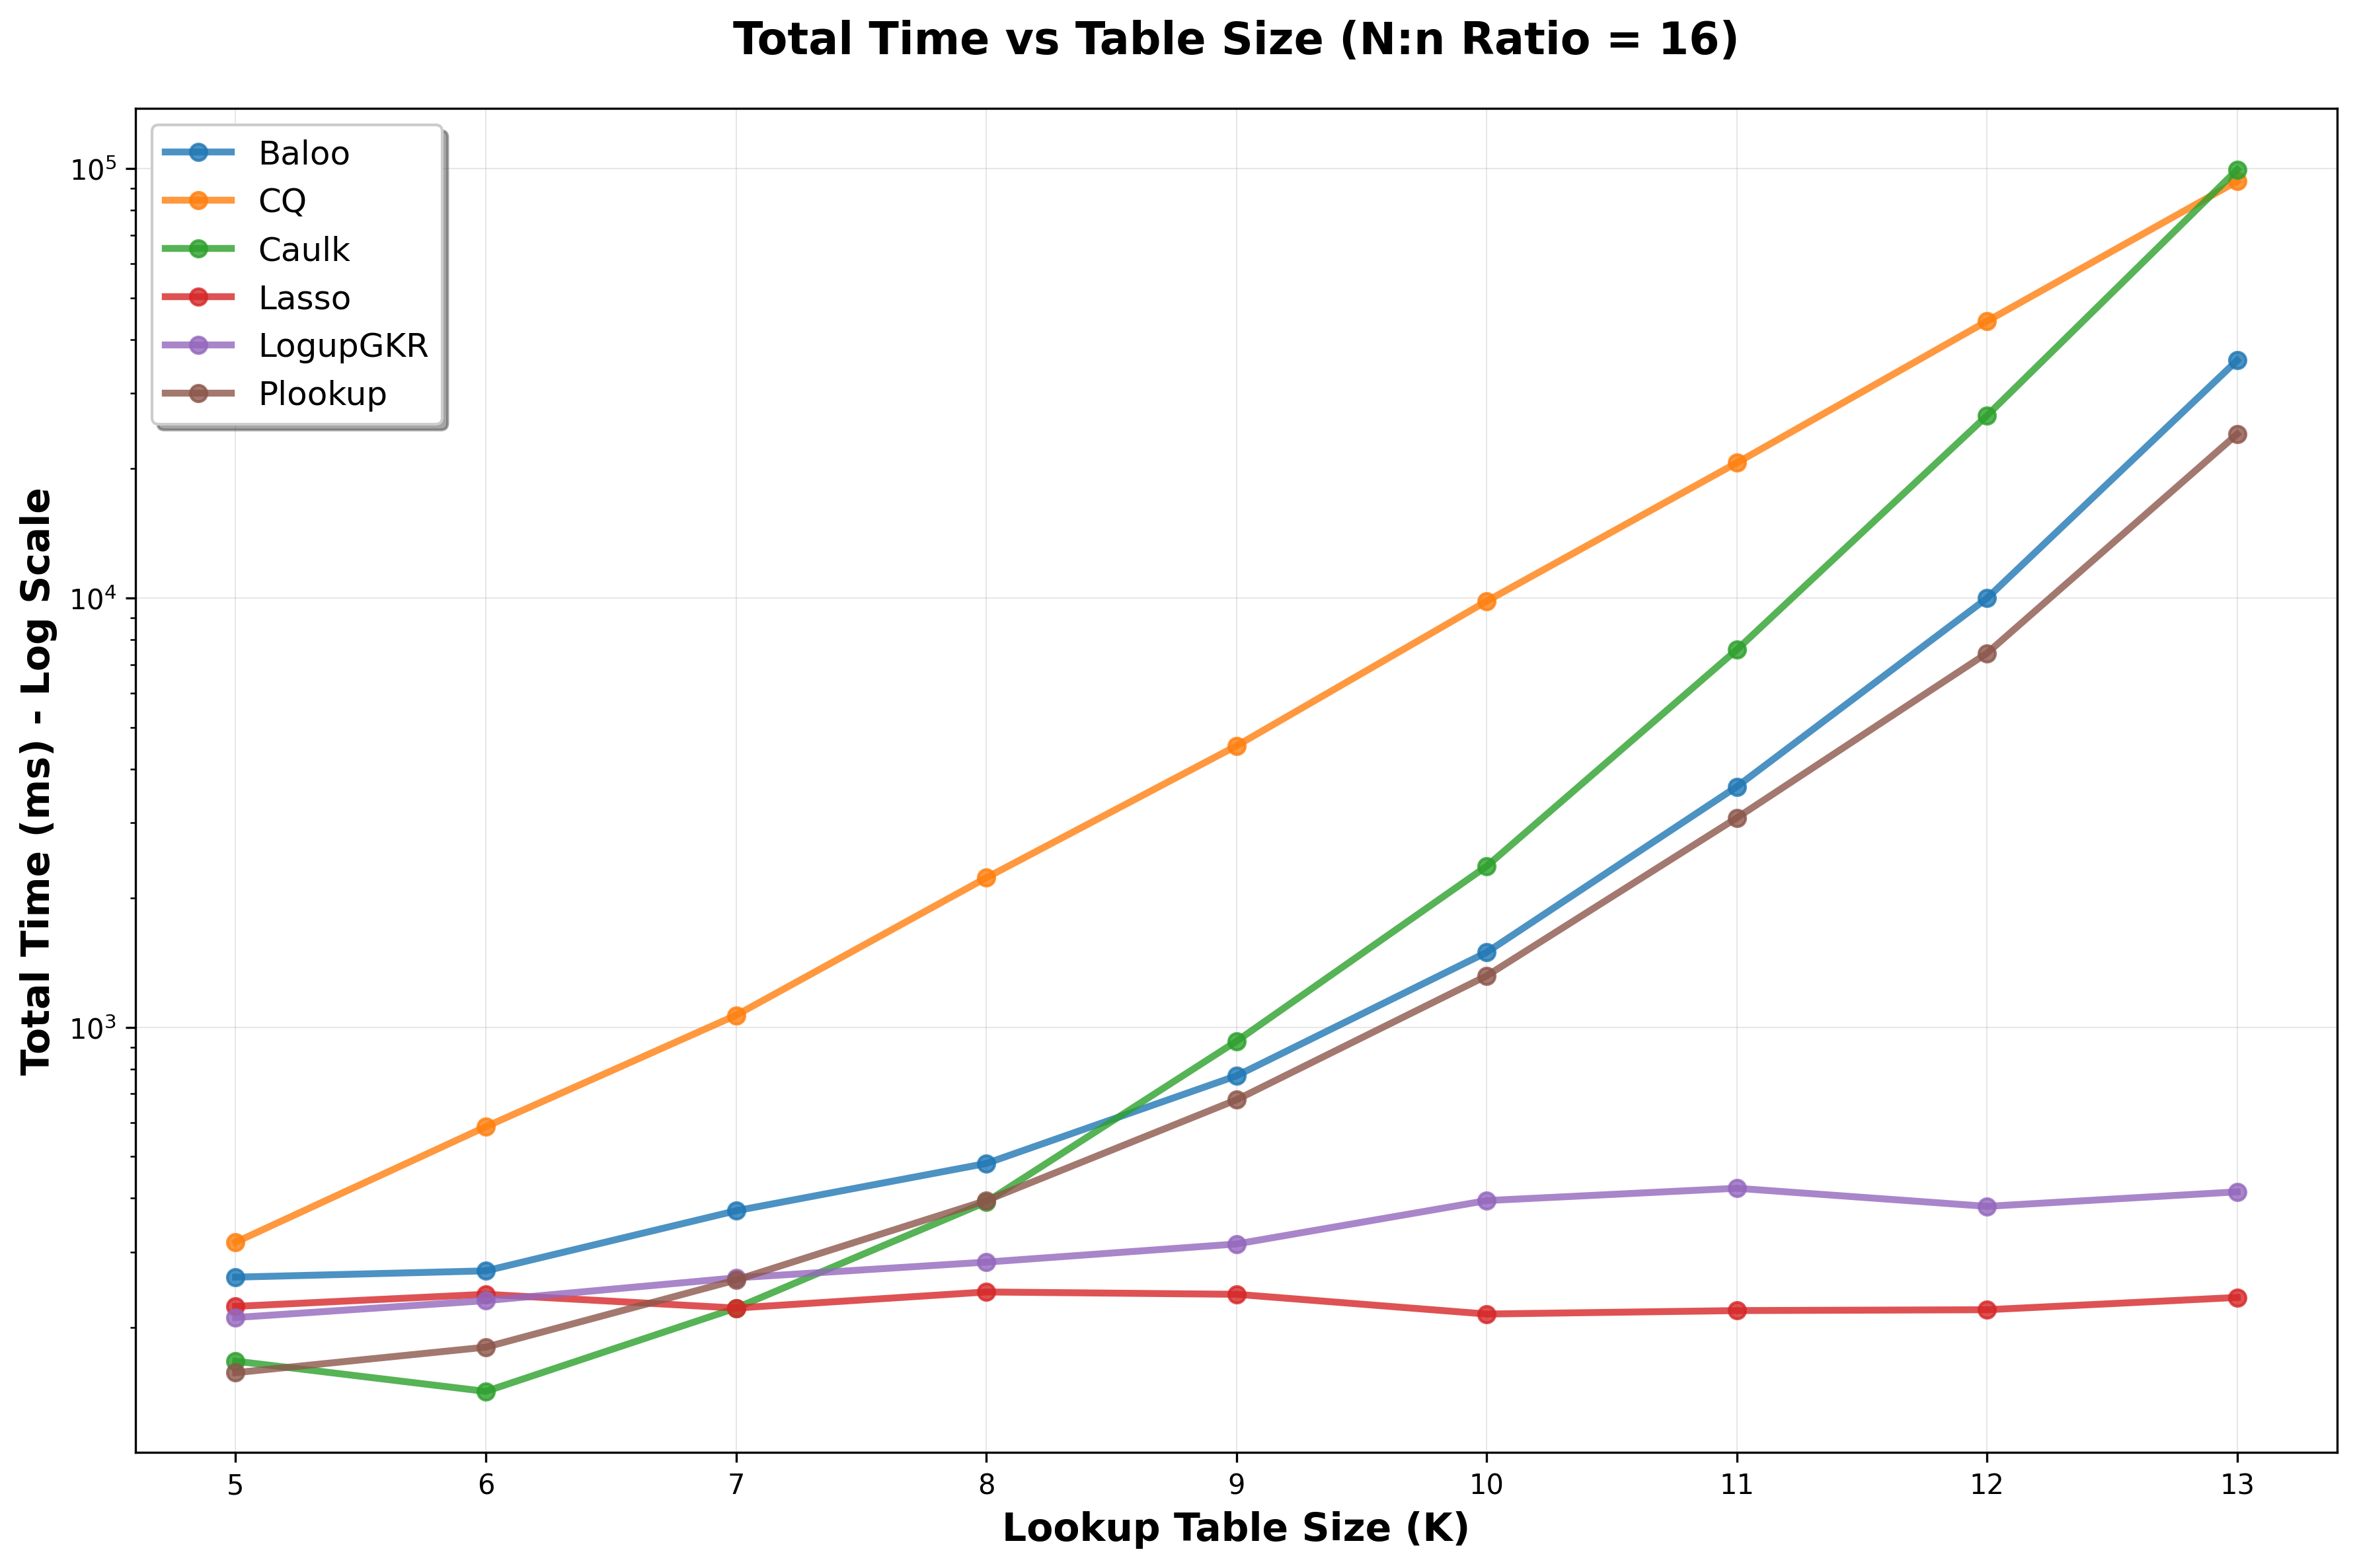 Total Time vs Table Size (N:n Ratio = 16)
Baloo
CQ
Caulk
Lasso
LogupGKR
Plookup
Total Time (ms) - Log Scale
10⁵
10⁴
10³
5 6 7 8 9 10 11 12 13
Lookup Table Size (K)